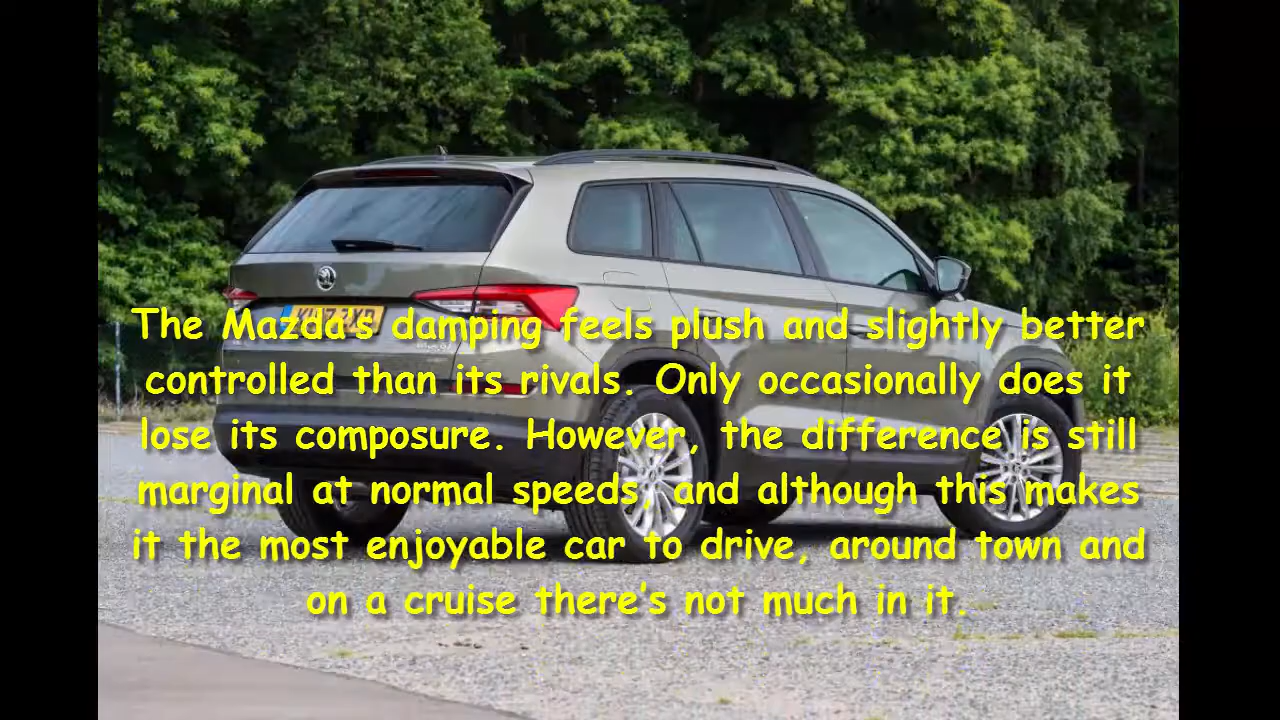 The Mazda's damping feels plush and slightly better
controlled than its rivals. Only occasionally does it
lose its composure. However, the difference is still
marginal at normal speeds, and although this makes
it the most enjoyable car to drive, around town and
on a cruise there's not much in it.